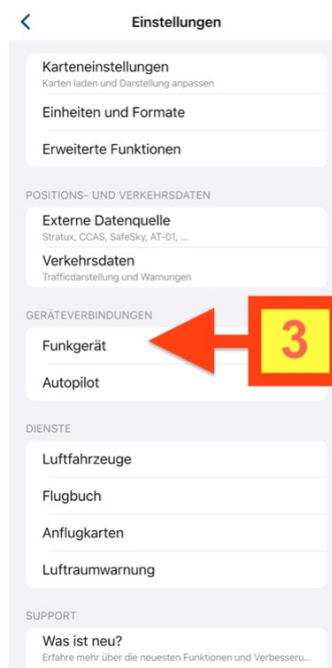 Einstellungen
Karteneinstellungen
Karten laden und Darstellung anpassen
Einheiten und Formate
Erweiterte Funktionen
POSITIONS- UND VERKEHRSDATEN
Externe Datenquelle
Stratux, CCAS, SafeSky, AT-01, ...
Verkehrsdaten
Trafficdarstellung und Warnungen
GERÄTEVERBINDUNGEN
Funkgerät
3
Autopilot
DIENSTE
Luftfahrzeuge
Flugbuch
Anflugkarten
Luftraumwarnung
SUPPORT
Was ist neu?
Erfahre mehr über die neuesten Funktionen und Verbesseru...